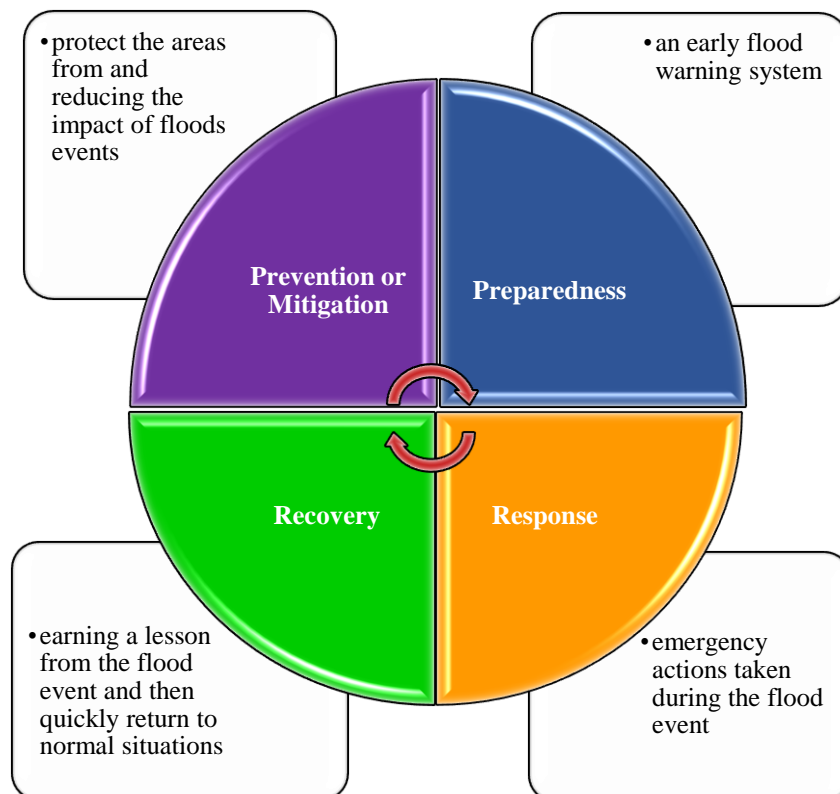 •protect the areas
from and
reducing the
impact of floods
events
•an early flood
warning system
Prevention or
Mitigation
Preparedness
Recovery
Response
•earning a lesson
from the flood
event and then
quickly return to
normal situations
•emergency
actions taken
during the flood
event